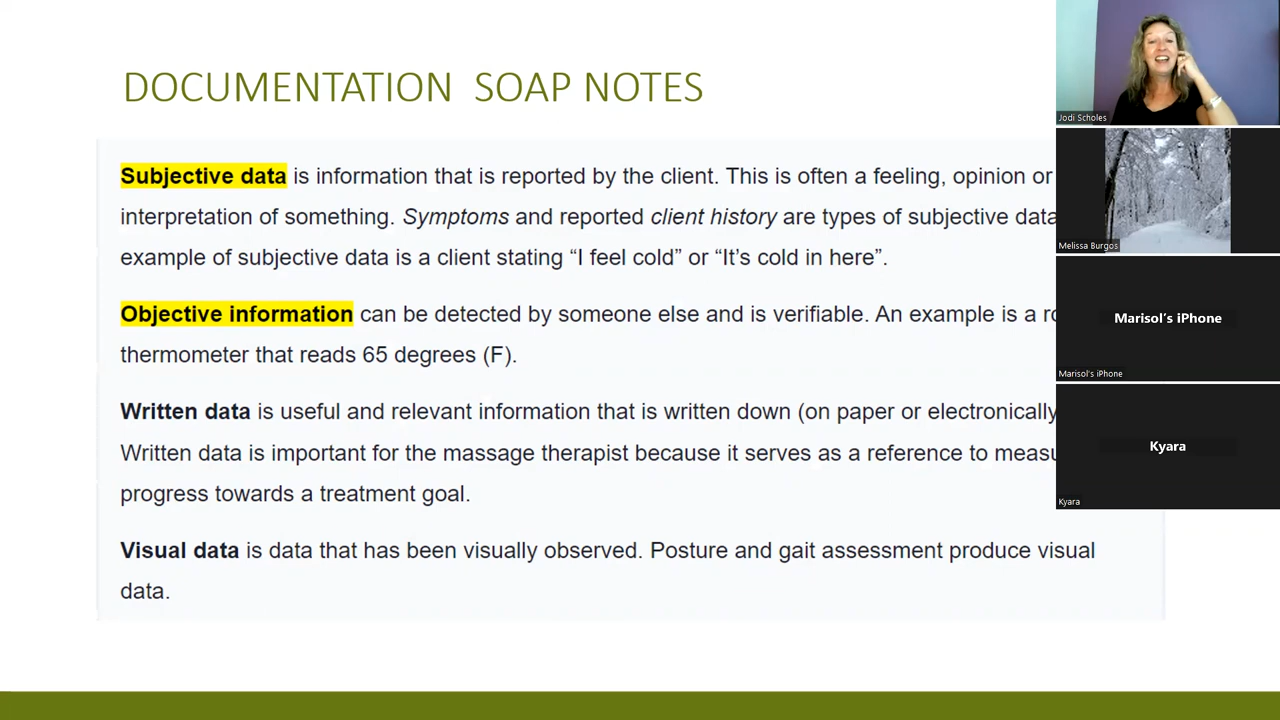 DOCUMENTATION SOAP NOTES
Subjective data is information that is reported by the client. This is often a feeling, opinion or
interpretation of something. Symptoms and reported client history are types of subjective data
example of subjective data is a client stating “I feel cold” or “It’s cold in here”.
Objective information can be detected by someone else and is verifiable. An example is a
thermometer that reads 65 degrees (F).
Written data is useful and relevant information that is written down (on paper or electronically
Written data is important for the massage therapist because it serves as a reference to
progress towards a treatment goal.
Visual data is data that has been visually observed. Posture and gait assessment produce visual
data.
Jodi Scholes
Melissa Burgos
Marisol’s iPhone
Marisol's iPhone
Kyara
Kyara